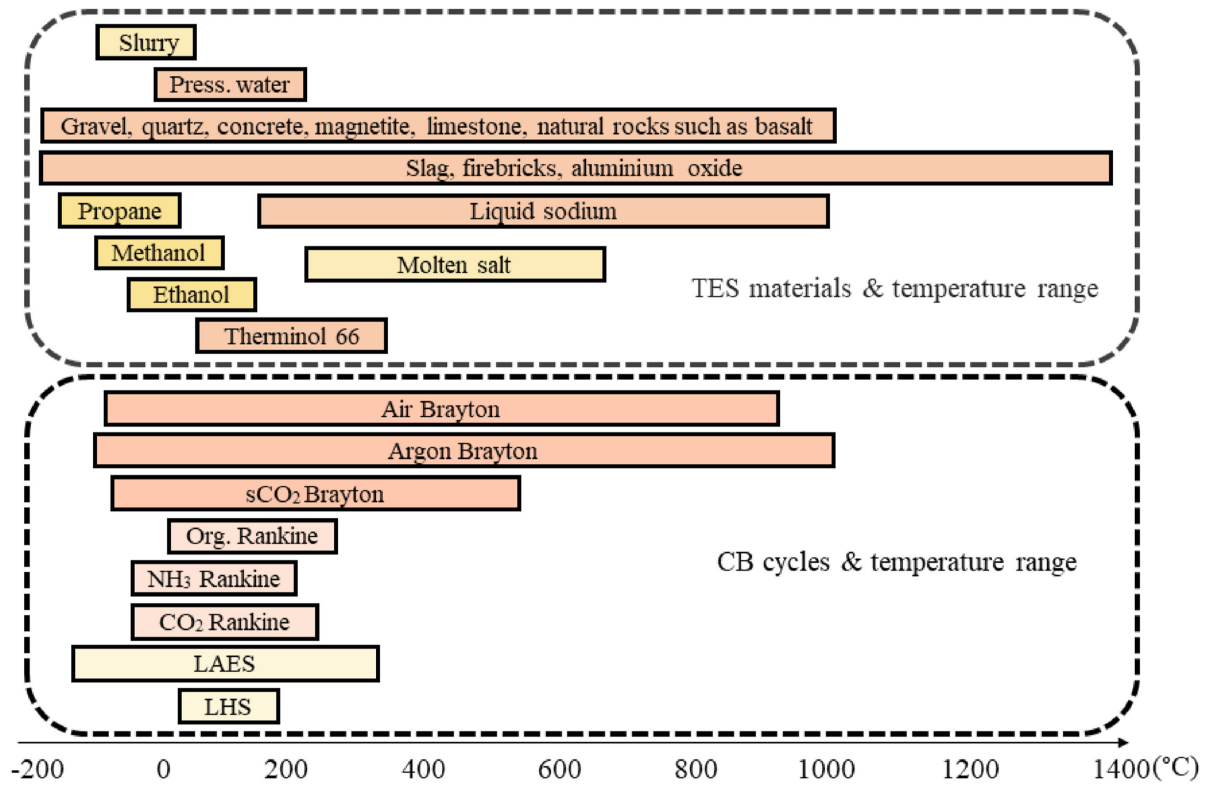 Slurry
Press. water
Gravel, quartz, concrete, magnetite, limestone, natural rocks such as basalt
Slag, firebricks, aluminium oxide
Propane
Liquid sodium
Methanol
Molten salt
Ethanol
TES materials & temperature range
Therminol 66
Air Brayton
Argon Brayton
sCO₂ Brayton
Org. Rankine
CB cycles & temperature range
NH₃ Rankine
CO₂ Rankine
LAES
LHS
-200 0 200 400 600 800 1000 1200 1400 (°C)